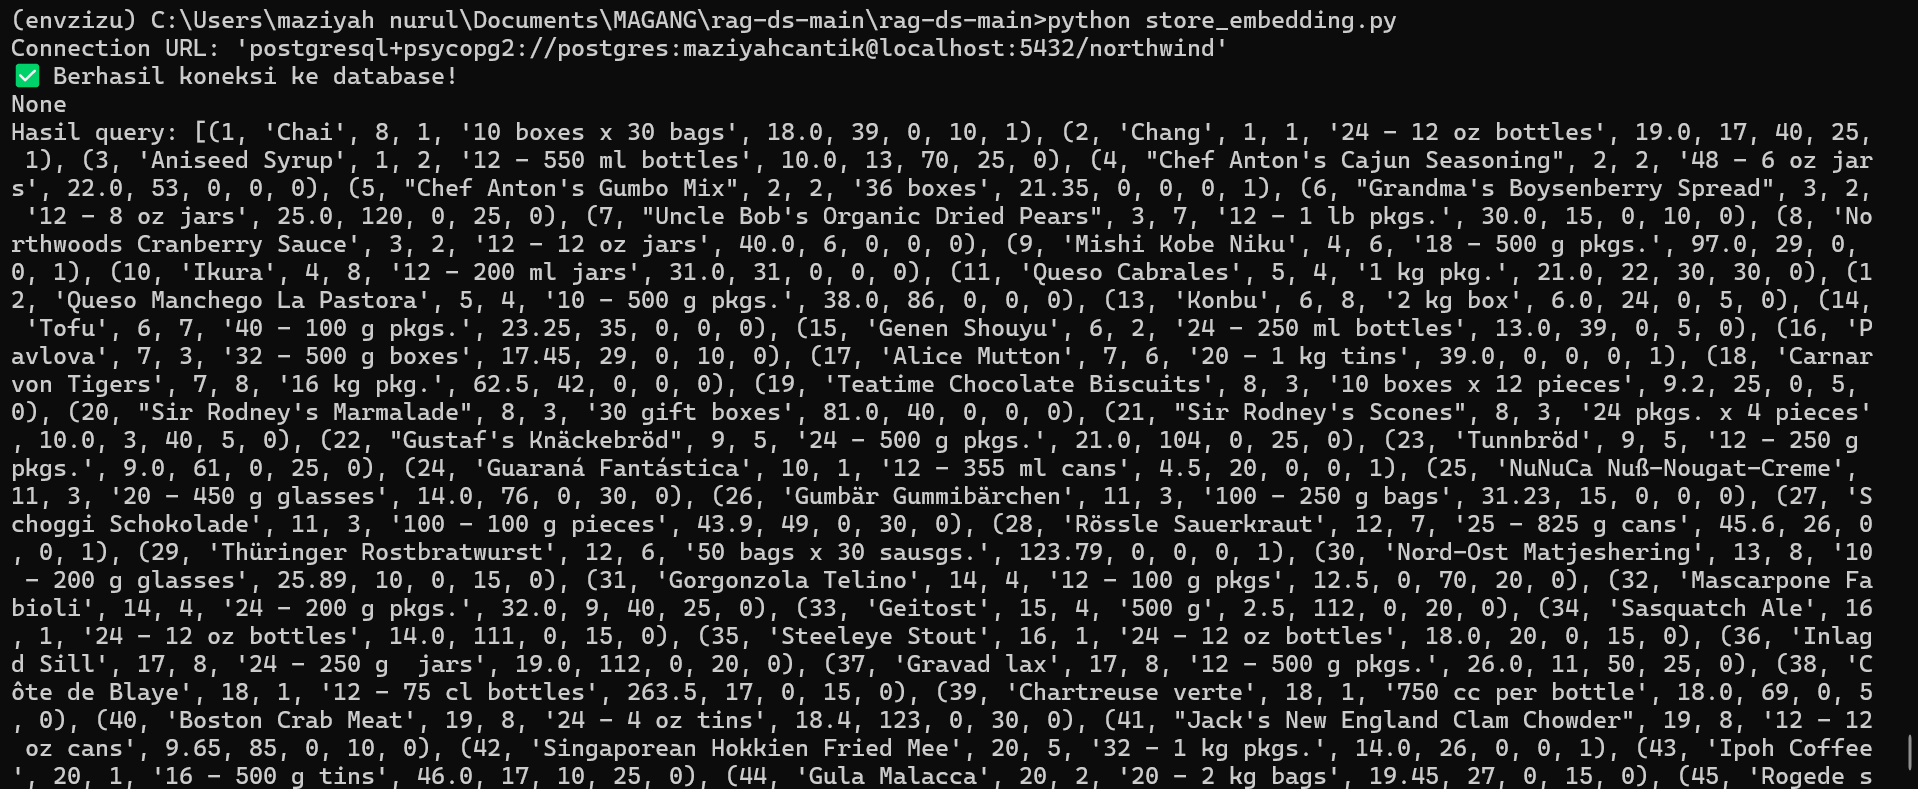 (envzizu) C:\Users\maziyah nurul\Documents\MAGANG\rag-ds-main\rag-ds-main>python store_embedding.py
Connection URL: 'postgresql+psycopg2://postgres:maziyahcantik@localhost:5432/northwind'
✅ Berhasil koneksi ke database!
None
Hasil query: [(1, 'Chai', 8, 1, '10 boxes x 30 bags', 18.0, 39, 0, 10, 1), (2, 'Chang', 1, 1, '24 - 12 oz bottles', 19.0, 17, 40, 25,
 1), (3, 'Aniseed Syrup', 1, 2, '12 - 550 ml bottles', 10.0, 13, 70, 25, 0), (4, "Chef Anton's Cajun Seasoning", 2, 2, '48 - 6 oz jar
s', 22.0, 53, 0, 0, 0), (5, "Chef Anton's Gumbo Mix", 2, 2, '36 boxes', 21.35, 0, 0, 0, 1), (6, "Grandma's Boysenberry Spread", 3, 2,
 '12 - 8 oz jars', 25.0, 120, 0, 25, 0), (7, "Uncle Bob's Organic Dried Pears", 3, 7, '12 - 1 lb pkgs.', 30.0, 15, 0, 10, 0), (8, 'No
rthwoods Cranberry Sauce', 3, 2, '12 - 12 oz jars', 40.0, 6, 0, 0, 0), (9, 'Mishi Kobe Niku', 4, 6, '18 - 500 g pkgs.', 97.0, 29, 0,
0, 1), (10, 'Ikura', 4, 8, '12 - 200 ml jars', 31.0, 31, 0, 0, 0), (11, 'Queso Cabrales', 5, 4, '1 kg pkg.', 21.0, 22, 30, 30, 0), (1
2, 'Queso Manchego La Pastora', 5, 4, '10 - 500 g pkgs.', 38.0, 86, 0, 0, 0), (13, 'Konbu', 6, 8, '2 kg box', 6.0, 24, 0, 5, 0), (14,
 'Tofu', 6, 7, '40 - 100 g pkgs.', 23.25, 35, 0, 0, 0), (15, 'Genen Shouyu', 6, 2, '24 - 250 ml bottles', 13.0, 39, 0, 5, 0), (16, 'P
avlova', 7, 3, '32 - 500 g boxes', 17.45, 29, 0, 10, 0), (17, 'Alice Mutton', 7, 6, '20 - 1 kg tins', 39.0, 0, 0, 0, 1), (18, 'Carnar
von Tigers', 7, 8, '16 kg pkg.', 62.5, 42, 0, 0, 0), (19, 'Teatime Chocolate Biscuits', 8, 3, '10 boxes x 12 pieces', 9.2, 25, 0, 5,
0), (20, "Sir Rodney's Marmalade", 8, 3, '30 gift boxes', 81.0, 40, 0, 0, 0), (21, "Sir Rodney's Scones", 8, 3, '24 pkgs. x 4 pieces'
, 10.0, 3, 40, 5, 0), (22, "Gustaf's Knäckebröd", 9, 5, '24 - 500 g pkgs.', 21.0, 104, 0, 25, 0), (23, 'Tunnbröd', 9, 5, '12 - 250 g
pkgs.', 9.0, 61, 0, 25, 0), (24, 'Guaraná Fantástica', 10, 1, '12 - 355 ml cans', 4.5, 20, 0, 0, 1), (25, 'NuNuCa Nuß-Nougat-Creme',
11, 3, '20 - 450 g glasses', 14.0, 76, 0, 30, 0), (26, 'Gumbär Gummibärchen', 11, 3, '100 - 250 g bags', 31.23, 15, 0, 0, 0), (27, 'S
choggi Schokolade', 11, 3, '100 - 100 g pieces', 43.9, 49, 0, 30, 0), (28, 'Rössle Sauerkraut', 12, 7, '25 - 825 g cans', 45.6, 26, 0
, 0, 1), (29, 'Thüringer Rostbratwurst', 12, 6, '50 bags x 30 sausgs.', 123.79, 0, 0, 0, 1), (30, 'Nord-Ost Matjeshering', 13, 8, '10
 - 200 g glasses', 25.89, 10, 0, 15, 0), (31, 'Gorgonzola Telino', 14, 4, '12 - 100 g pkgs', 12.5, 0, 70, 20, 0), (32, 'Mascarpone Fa
bioli', 14, 4, '24 - 200 g pkgs.', 32.0, 9, 40, 25, 0), (33, 'Geitost', 15, 4, '500 g', 2.5, 112, 0, 20, 0), (34, 'Sasquatch Ale', 16
, 1, '24 - 12 oz bottles', 14.0, 111, 0, 15, 0), (35, 'Steeleye Stout', 16, 1, '24 - 12 oz bottles', 18.0, 20, 0, 15, 0), (36, 'Inlag
d Sill', 17, 8, '24 - 250 g  jars', 19.0, 112, 0, 20, 0), (37, 'Gravad lax', 17, 8, '12 - 500 g pkgs.', 26.0, 11, 50, 25, 0), (38, 'C
ôte de Blaye', 18, 1, '12 - 75 cl bottles', 263.5, 17, 0, 15, 0), (39, 'Chartreuse verte', 18, 1, '750 cc per bottle', 18.0, 69, 0, 5
, 0), (40, 'Boston Crab Meat', 19, 8, '24 - 4 oz tins', 18.4, 123, 0, 30, 0), (41, "Jack's New England Clam Chowder", 19, 8, '12 - 12
 oz cans', 9.65, 85, 0, 10, 0), (42, 'Singaporean Hokkien Fried Mee', 20, 5, '32 - 1 kg pkgs.', 14.0, 26, 0, 0, 1), (43, 'Ipoh Coffee
', 20, 1, '16 - 500 g tins', 46.0, 17, 10, 25, 0), (44, 'Gula Malacca', 20, 2, '20 - 2 kg bags', 19.45, 27, 0, 15, 0), (45, 'Rogede s